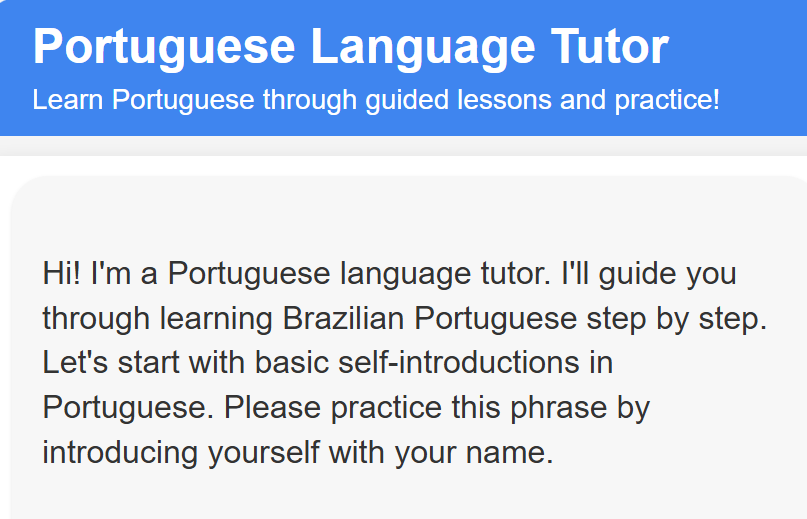 Portuguese Language Tutor
Learn Portuguese through guided lessons and practice!
Hi! I'm a Portuguese language tutor. I'll guide you
through learning Brazilian Portuguese step by step.
Let's start with basic self-introductions in
Portuguese. Please practice this phrase by
introducing yourself with your name.